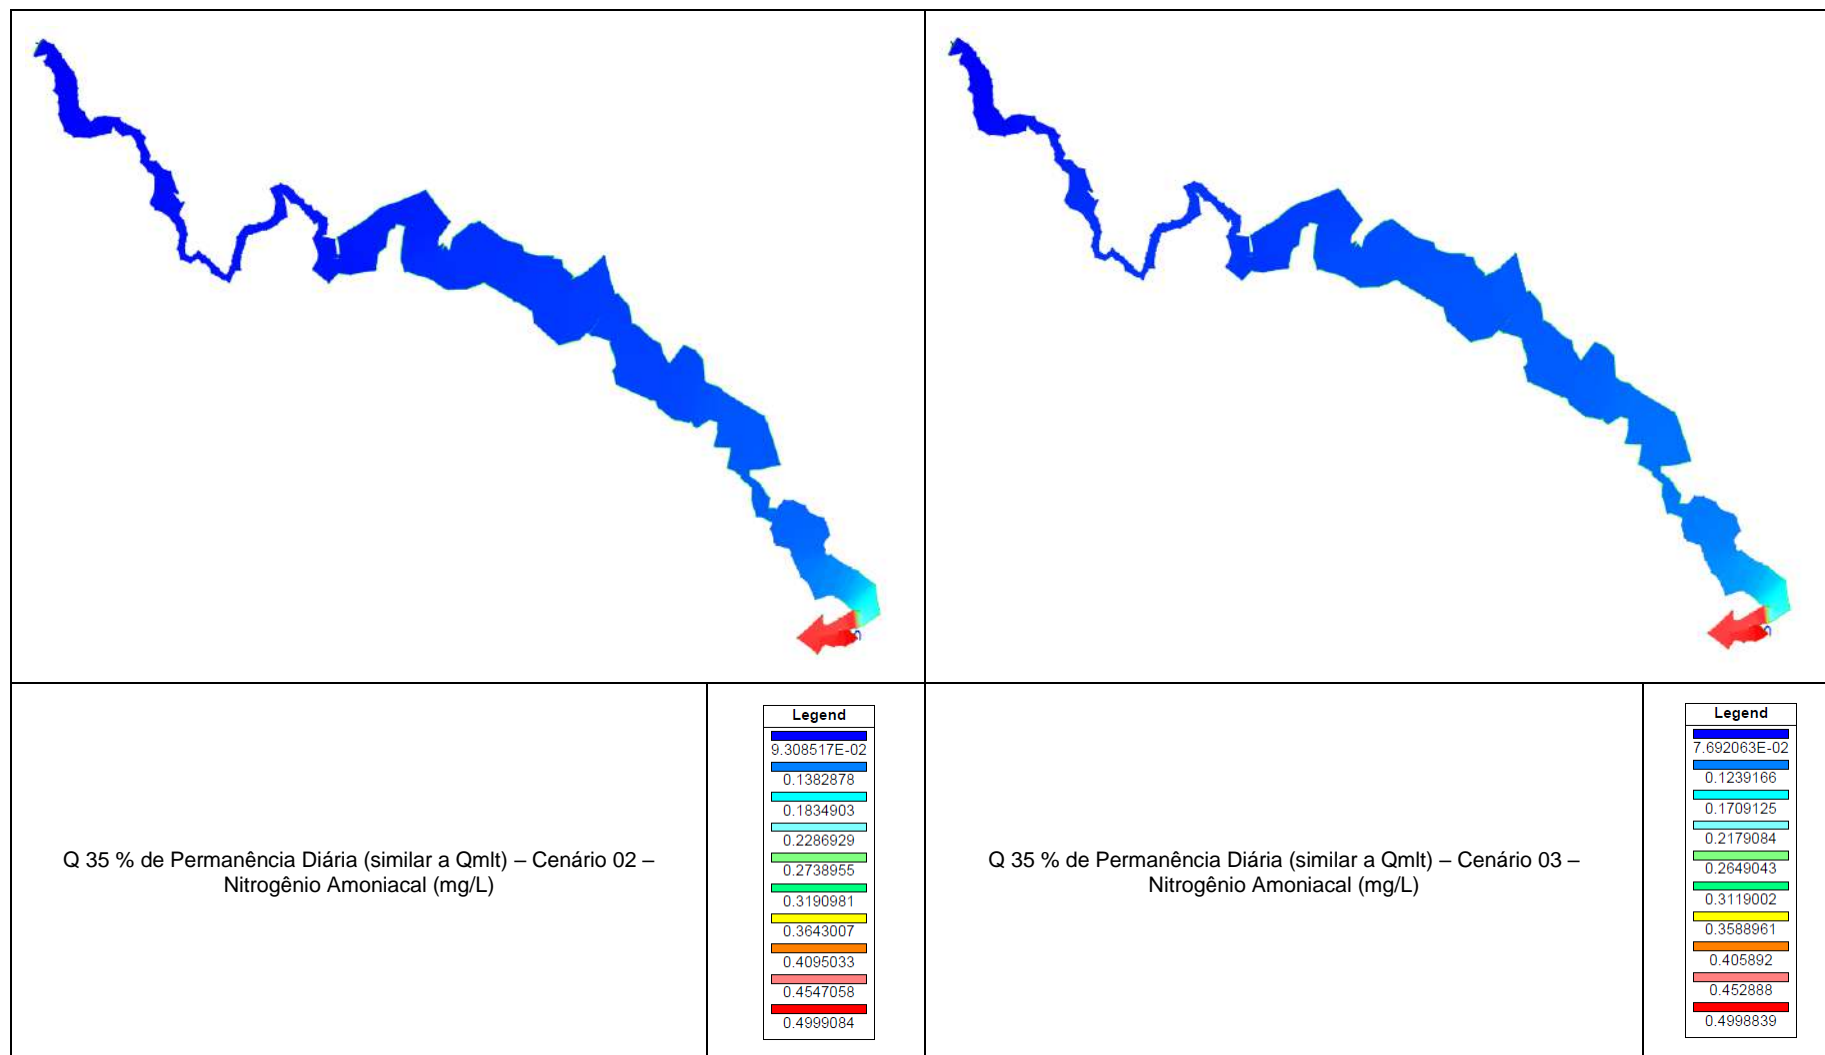 Q 35 % de Permanência Diária (similar a Qmlt) – Cenário 02 –
Nitrogênio Amoniacal (mg/L)
Legend
9.308517E-02
0.1382878
0.1834903
0.2286929
0.2738955
0.3190981
0.3643007
0.4095033
0.4547058
0.4999084
Q 35 % de Permanência Diária (similar a Qmlt) – Cenário 03 –
Nitrogênio Amoniacal (mg/L)
Legend
7.692063E-02
0.1239166
0.1709125
0.2179084
0.2649043
0.3119002
0.3588961
0.405892
0.452888
0.4998839